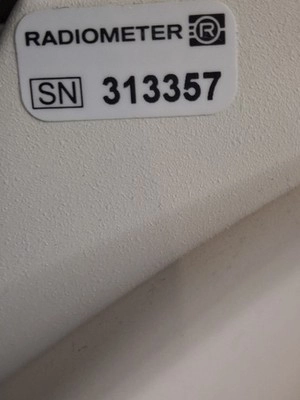 RADIOMETER R
SN 313357